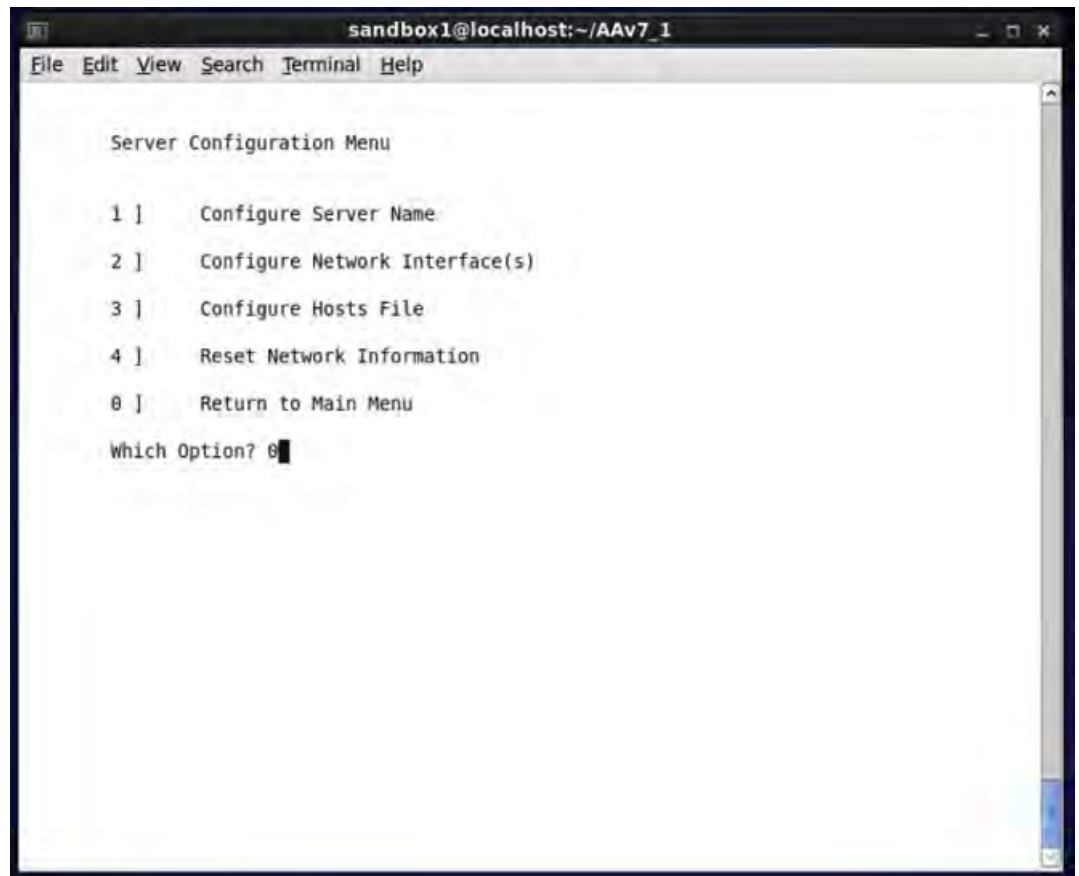 sandbox1@localhost:~/AAv7_1
File Edit View Search Terminal Help
Server Configuration Menu
1 ] Configure Server Name
2 ] Configure Network Interface(s)
3 ] Configure Hosts File
4 ] Reset Network Information
0 ] Return to Main Menu
Which Option? 0